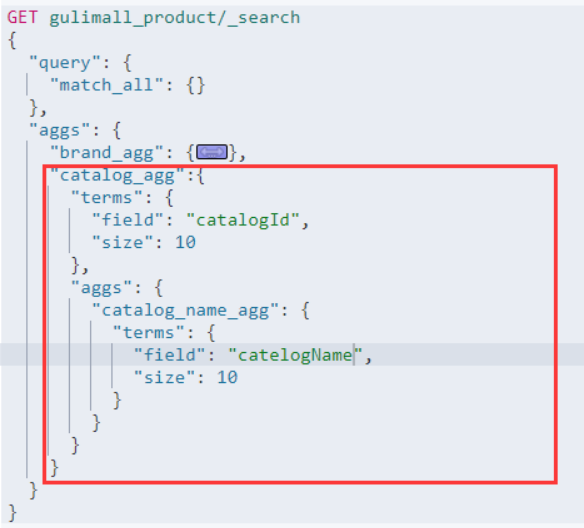 GET gulimall_product/_search
{
  "query": {
    "match_all": {}
  },
  "aggs": {
    "brand_agg": {},
    "catalog_agg":{
      "terms": {
        "field": "catalogId",
        "size": 10
      },
      "aggs": {
        "catalog_name_agg": {
          "terms": {
            "field": "catelogName",
            "size": 10
          }
        }
      }
    }
  }
}